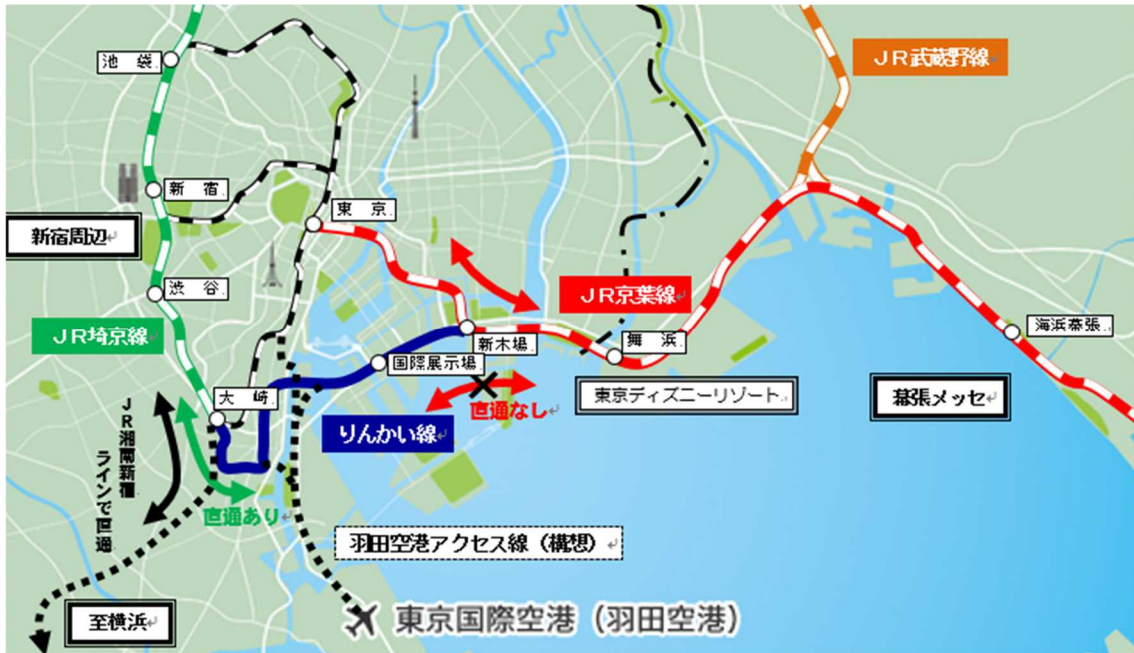 池 袋
JR武蔵野線
新 宿
東 京
新宿周辺
渋 谷
JR京葉線
JR埼京線
新木場
舞 浜
海浜幕張
国際展示場
大 崎
東京ディズニーリゾート
幕張メッセ
直通なし
りんかい線
JR湘南新宿
ラインで直通
直通あり
羽田空港アクセス線（構想）
至横浜
東京国際空港（羽田空港）